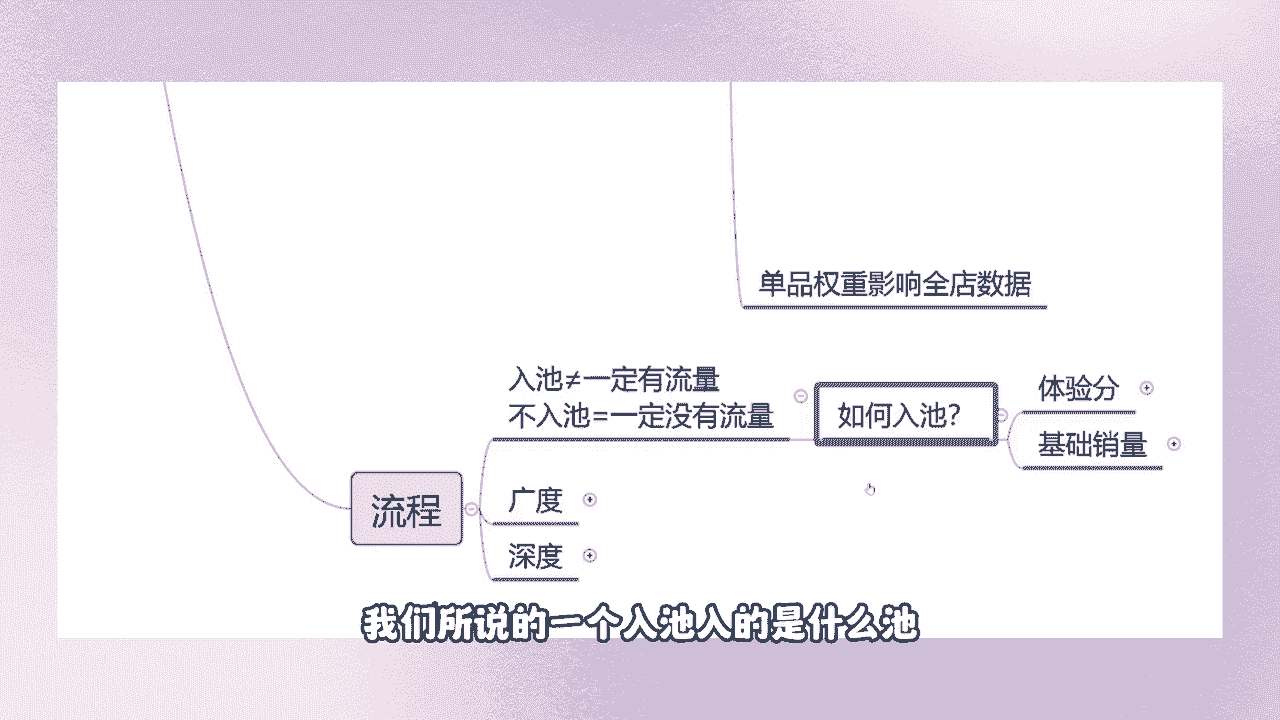 单品权重影响全店数据
入池≠一定有流量
不入池=一定没有流量
如何入池？
体验分
基础销量
流程
广度
深度
我们所说的一个入池入的是什么池